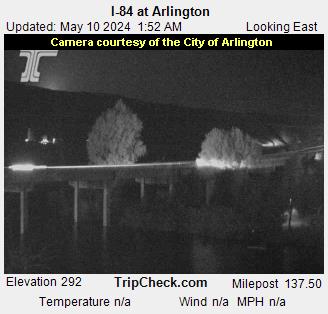 I-84 at Arlington
Updated: May 10 2024 1:52 AM Looking East
Camera courtesy of the City of Arlington
Elevation 292 TripCheck.com Milepost 137.50
Temperature n/a Wind n/a MPH n/a